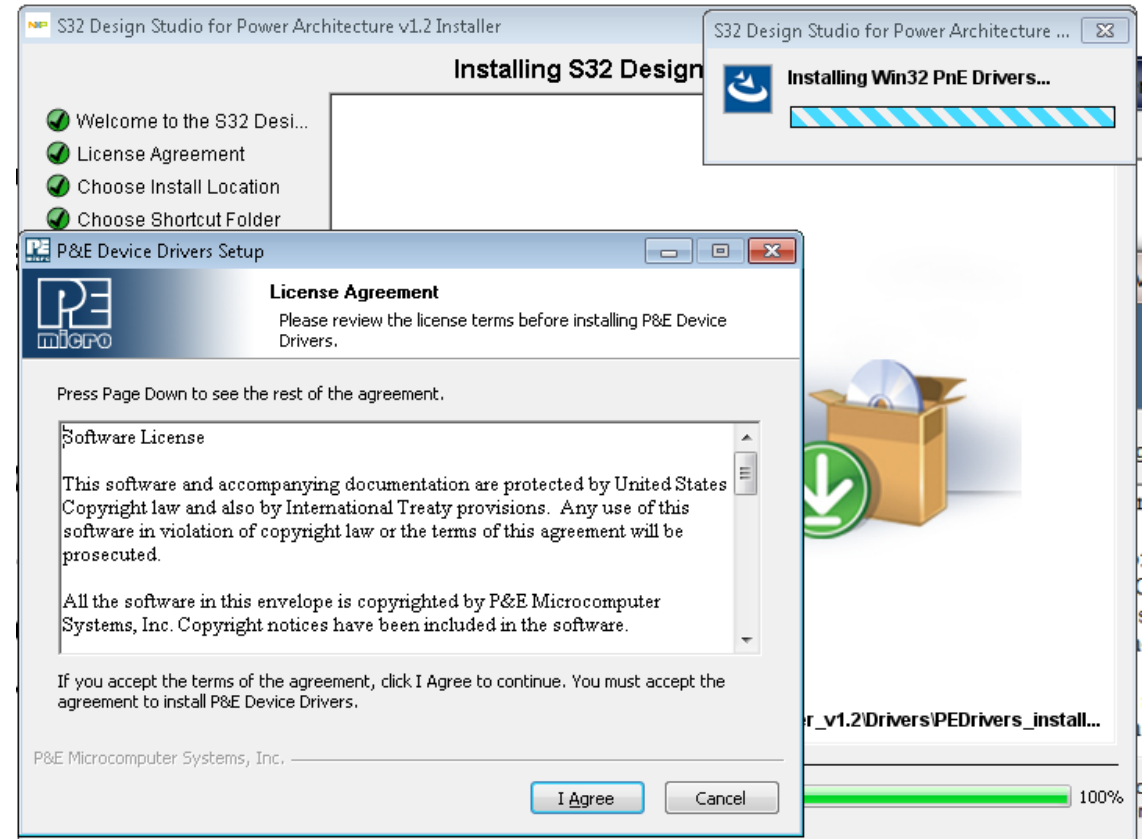 S32 Design Studio for Power Architecture v1.2 Installer
S32 Design Studio for Power Architecture ...
Installing Win32 PnE Drivers...
Installing S32 Design
Welcome to the S32 Desi...
License Agreement
Choose Install Location
Choose Shortcut Folder
P&E Device Drivers Setup
PE
micro
License Agreement
Please review the license terms before installing P&E Device
Drivers.
Press Page Down to see the rest of the agreement.
Software License
This software and accompanying documentation are protected by United States
Copyright law and also by International Treaty provisions.  Any use of this
software in violation of copyright law or the terms of this agreement will be
prosecuted.
All the software in this envelope is copyrighted by P&E Microcomputer
Systems, Inc. Copyright notices have been included in the software.
If you accept the terms of the agreement, click I Agree to continue. You must accept the
agreement to install P&E Device Drivers.
P&E Microcomputer Systems, Inc.
I Agree
Cancel
r_v1.2\Drivers\PEDrivers_install...
100%